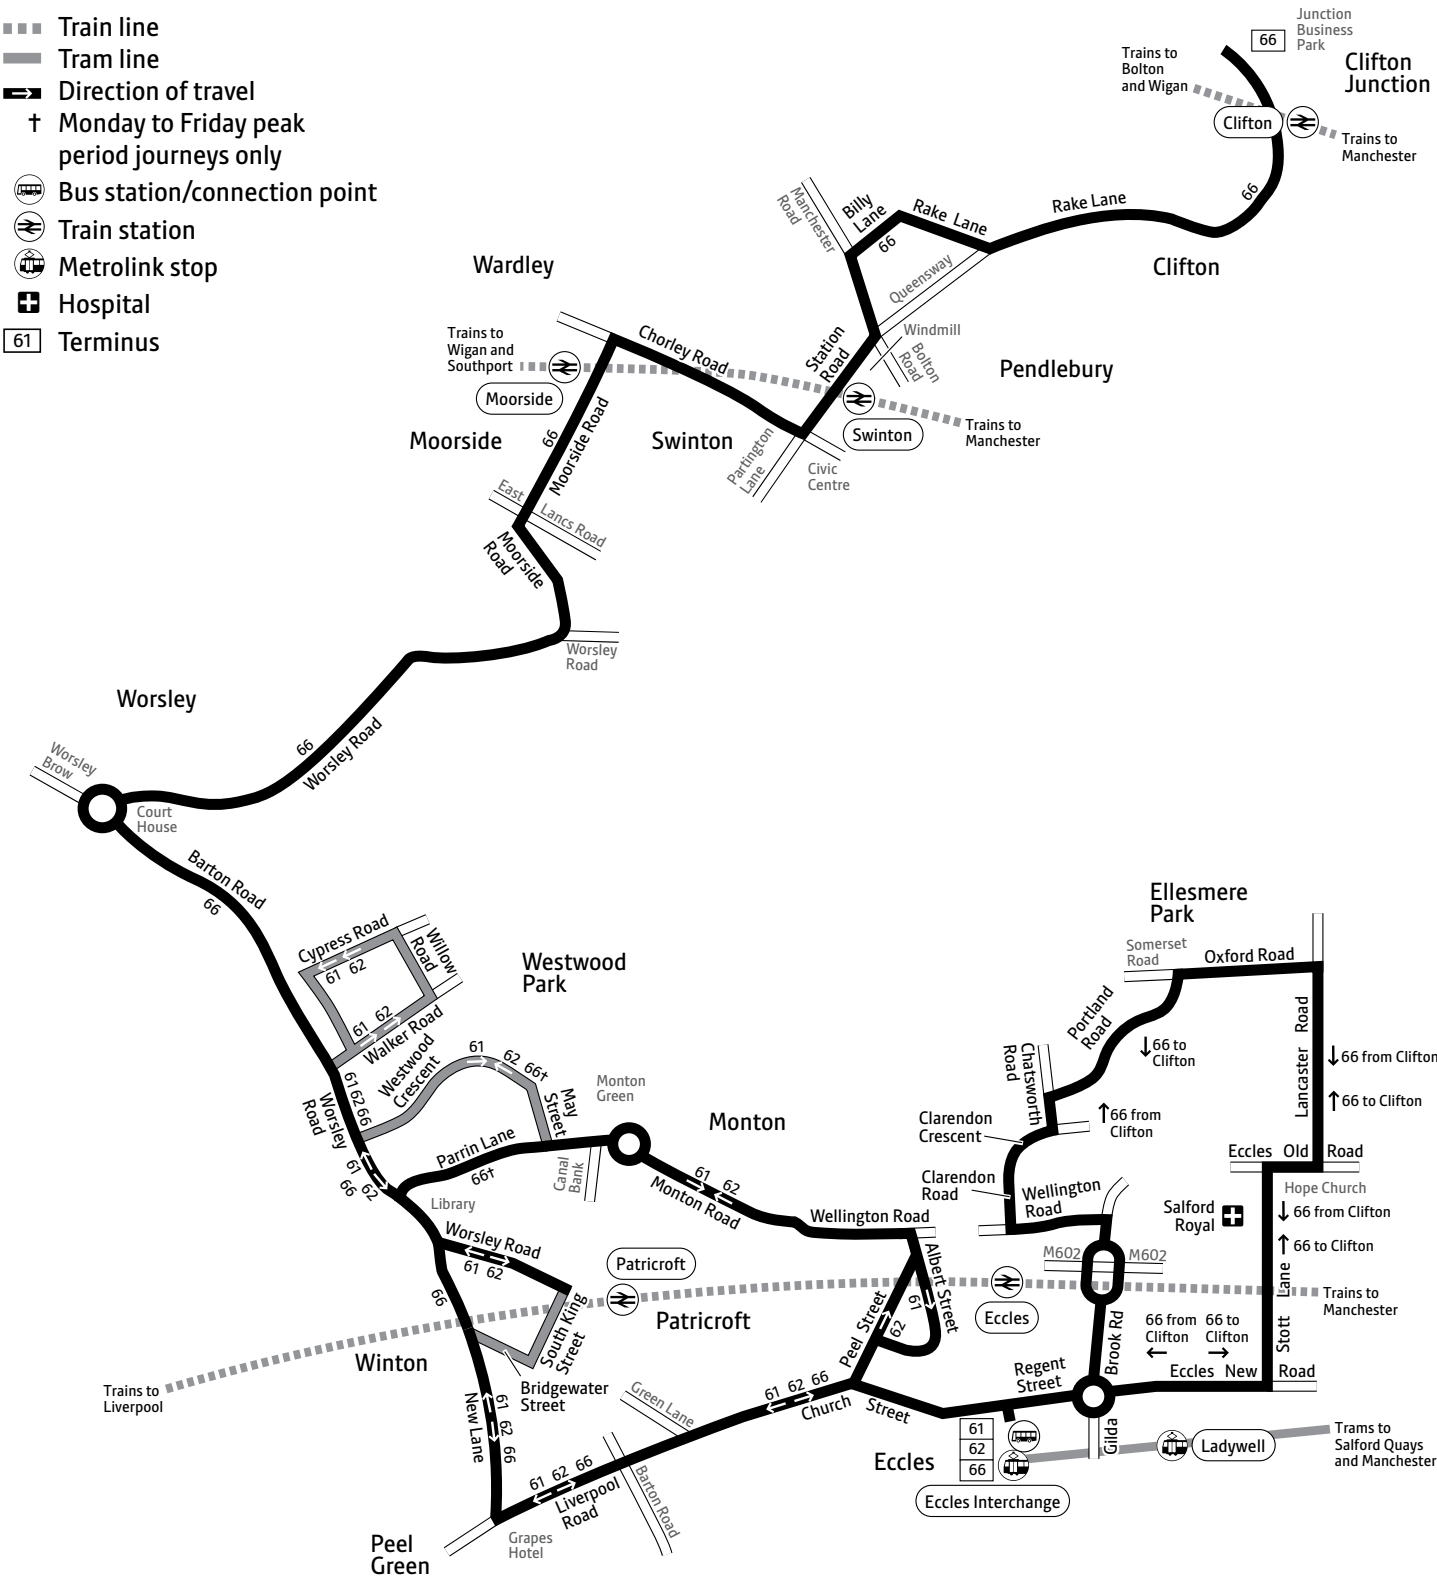 Train line
Tram line
Direction of travel
† Monday to Friday peak
period journeys only
Bus station/connection point
Train station
Metrolink stop
Hospital
61 Terminus
Junction
Business
Park
66
Clifton
Junction
Trains to
Bolton
and Wigan
Clifton
Trains to
Manchester
66
Rake Lane
Rake Lane
Billy
Lane
66
Manchester
Road
Queensway
Clifton
Wardley
Windmill
Bolton
Road
Pendlebury
Station
Road
Chorley Road
Trains to
Wigan and
Southport
Moorside
Swinton
Trains to
Manchester
Moorside
66
Moorside Road
Swinton
Partington
Lane
Civic
Centre
East
Lancs Road
Moorside
Road
Worsley
Road
Worsley
66
Worsley Road
Worsley
Brow
Court
House
Barton Road
66
Cypress Road
61 62
Willow
Road
61 62
Walker Road
Westwood
Park
Westwood
Crescent
61 62 66†
May
Street
Monton
Green
61 62 66
Worsley
Road
Monton
Parrin Lane
66†
Canal
Bank
61 62
66
Library
61 62
Monton Road
Wellington Road
Worsley Road
61 62
66
Patricroft
Patricroft
South King
Street
Bridgewater
Street
Winton
Trains to
Liverpool
New Lane
61 62 66
Albert Street
61
Peel Street
62
61 62 66
Church
Street
Green Lane
61 62 66
Liverpool
Road
Barton Road
Grapes
Hotel
Peel
Green
Ellesmere
Park
Somerset
Road
Oxford Road
Portland
Road
↓66 to
Clifton
Lancaster Road
↓66 from Clifton
↑66 to Clifton
Chatsworth
Road
Clarendon
Crescent
↑66 from
Clifton
Clarendon
Road
Wellington
Road
Eccles Old Road
Hope Church
Salford
Royal
↓66 from Clifton
↑66 to Clifton
M602
M602
Eccles
Trains to
Manchester
Stott Lane
66 from
Clifton
←
66 to
Clifton
→
Brook Rd
Regent
Street
Eccles New Road
Gilda
61
62
66
Eccles
Eccles Interchange
Ladywell
Trams to
Salford Quays
and Manchester